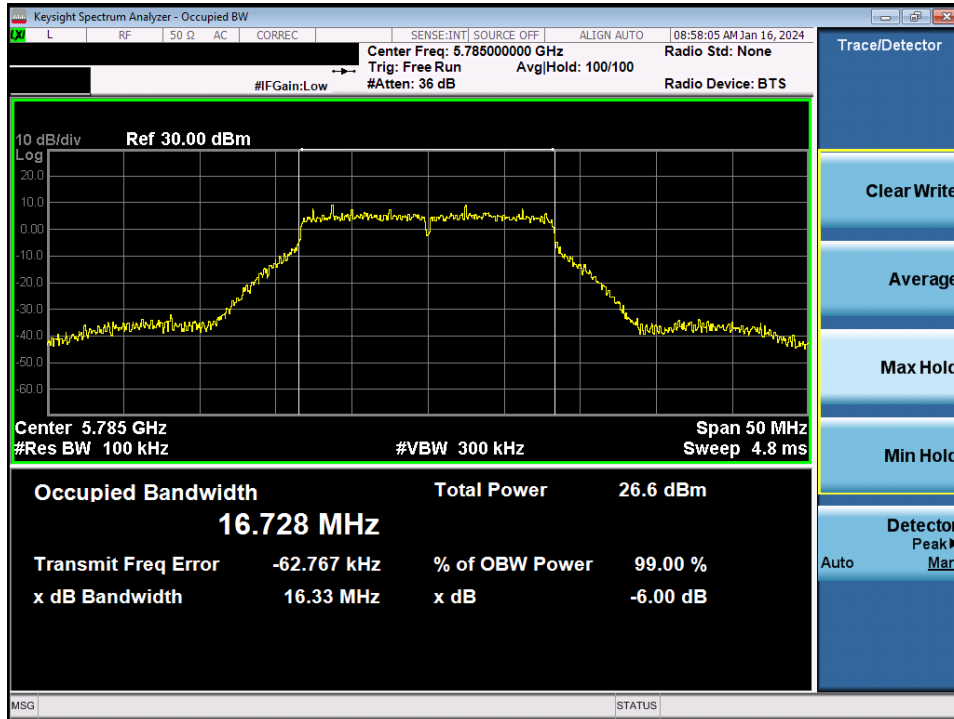 Keysight Spectrum Analyzer - Occupied BW
LXI L RF 50 Ω AC CORREC SENSE:INT SOURCE OFF ALIGN AUTO 08:58:05 AM Jan 16, 2024
Center Freq: 5.785000000 GHz Radio Std: None
Trig: Free Run Avg|Hold: 100/100
#IFGain:Low #Atten: 36 dB Radio Device: BTS
Trace/Detector
10 dB/div Ref 30.00 dBm
Log
20.0
10.0
0.00
-10.0
-20.0
-30.0
-40.0
-50.0
-60.0
Center 5.785 GHz Span 50 MHz
#Res BW 100 kHz #VBW 300 kHz Sweep 4.8 ms
Occupied Bandwidth Total Power 26.6 dBm
16.728 MHz
Transmit Freq Error -62.767 kHz % of OBW Power 99.00 %
x dB Bandwidth 16.33 MHz x dB -6.00 dB
Clear Write
Average
Max Hold
Min Hold
Detector
Peak
Auto Man
MSG STATUS